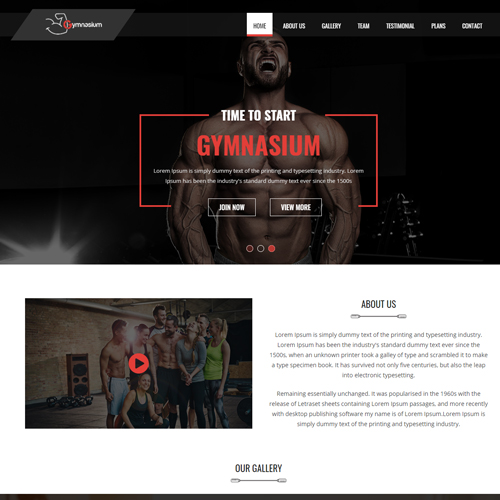 Gymnasium
HOME ABOUT US GALLERY TEAM TESTIMONIAL PLANS CONTACT
TIME TO START
GYMNASIUM
Lorem Ipsum is simply dummy text of the printing and typesetting industry. Lorem
Ipsum has been the industry's standard dummy text ever since the 1500s
JOIN NOW VIEW MORE
ABOUT US
Lorem Ipsum is simply dummy text of the printing and typesetting industry.
Lorem Ipsum has been the industry's standard dummy text ever since the
1500s, when an unknown printer took a galley of type and scrambled it to make
a type specimen book. It has survived not only five centuries, but also the leap
into electronic typesetting.
Remaining essentially unchanged. It was popularised in the 1960s with the
release of Letraset sheets containing Lorem Ipsum passages, and more recently
with desktop publishing software my name is of Lorem Ipsum.Lorem Ipsum is
simply dummy text ever since the 1500s
OUR GALLERY